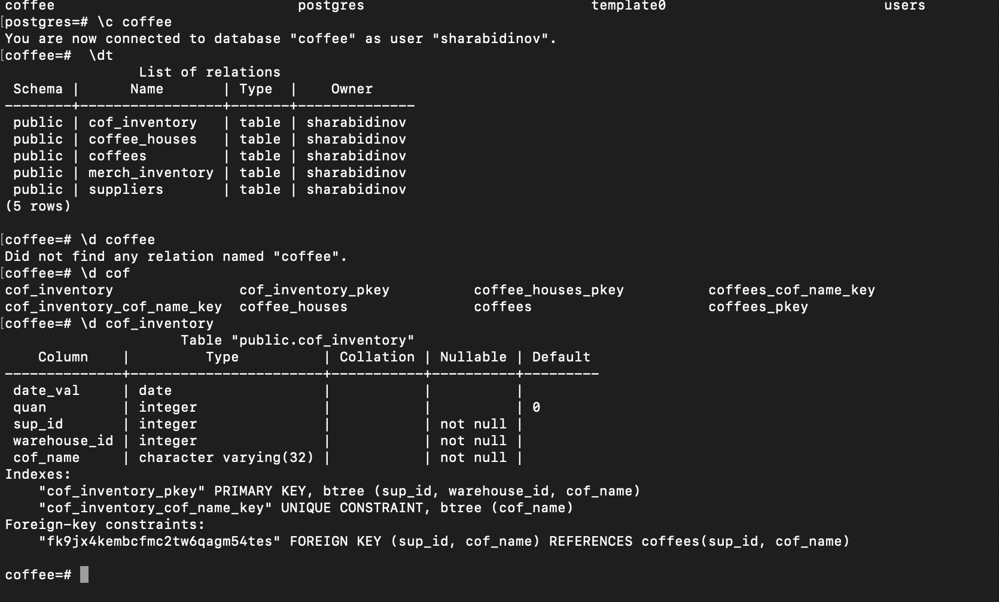 coffee postgres template0 users
[postgres=# \c coffee
You are now connected to database "coffee" as user "sharabidinov".
[coffee=#  \dt
List of relations
Schema | Name | Type | Owner
--------+-----------------+-------+--------------
public | cof_inventory | table | sharabidinov
public | coffee_houses | table | sharabidinov
public | coffees | table | sharabidinov
public | merch_inventory | table | sharabidinov
public | suppliers | table | sharabidinov
(5 rows)
[coffee=# \d coffee
Did not find any relation named "coffee".
[coffee=# \d cof
cof_inventory cof_inventory_pkey coffee_houses_pkey coffees_cof_name_key
cof_inventory_cof_name_key coffee_houses coffees coffees_pkey
[coffee=# \d cof_inventory
Table "public.cof_inventory"
Column | Type | Collation | Nullable | Default
--------------+-----------------------+-----------+----------+---------
date_val | date | | |
quan | integer | | | 0
sup_id | integer | | not null |
warehouse_id | integer | | not null |
cof_name | character varying(32) | | not null |
Indexes:
"cof_inventory_pkey" PRIMARY KEY, btree (sup_id, warehouse_id, cof_name)
"cof_inventory_cof_name_key" UNIQUE CONSTRAINT, btree (cof_name)
Foreign-key constraints:
"fk9jx4kembcfmc2tw6qagm54tes" FOREIGN KEY (sup_id, cof_name) REFERENCES coffees(sup_id, cof_name)
coffee=#